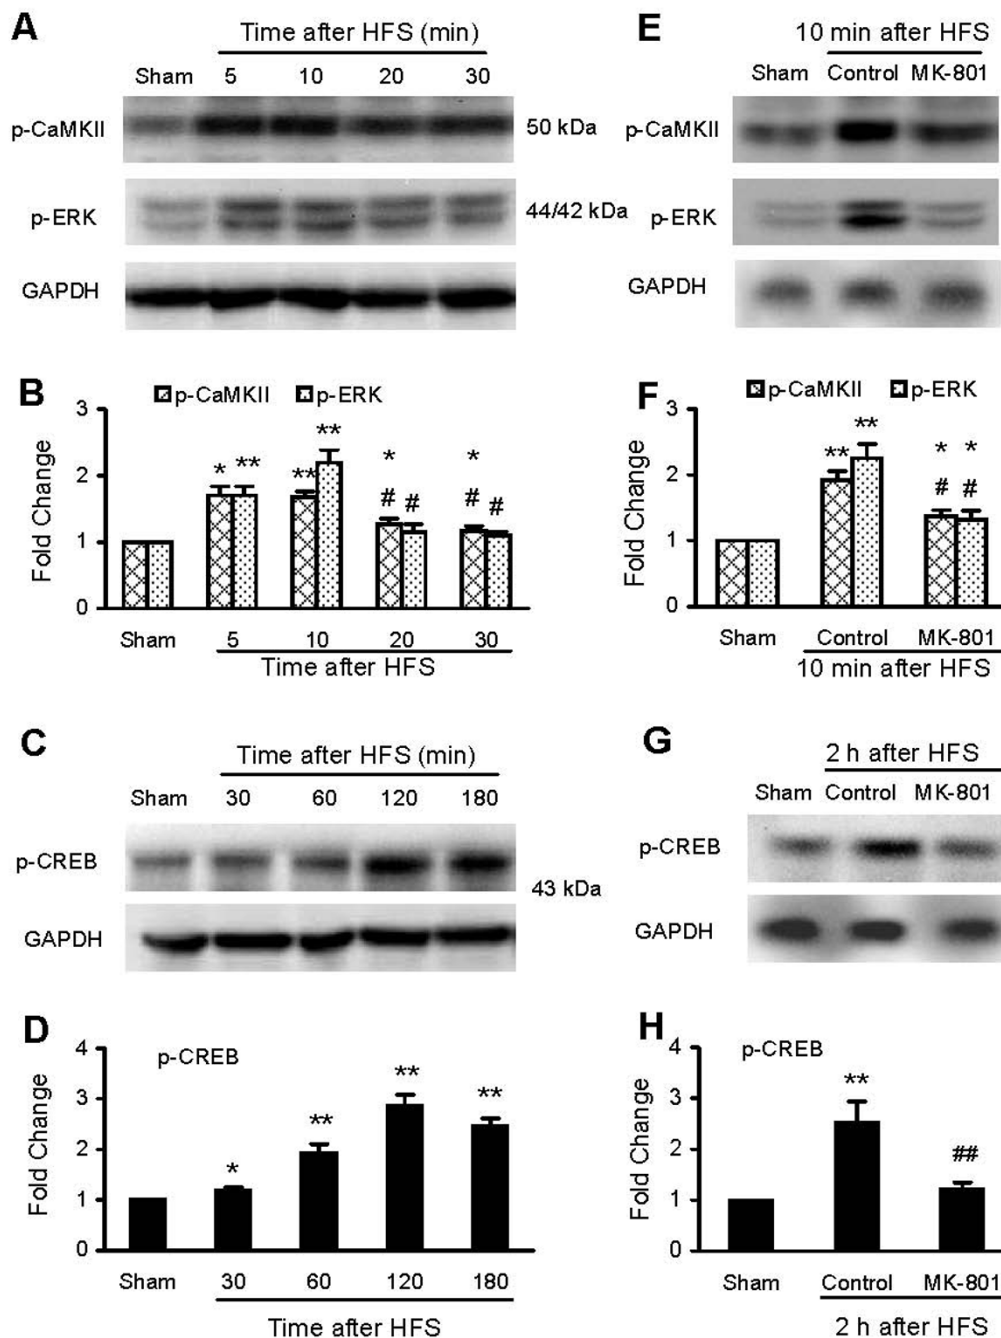 A
Time after HFS (min)
Sham 5 10 20 30
p-CaMKII
50 kDa
p-ERK
44/42 kDa
GAPDH
B
p-CaMKII p-ERK
Fold Change
3
2
1
0
* ** ** ** * *
# # # #
Sham 5 10 20 30
Time after HFS
C
Time after HFS (min)
Sham 30 60 120 180
p-CREB
43 kDa
GAPDH
D
p-CREB
Fold Change
4
3
2
1
0
* ** ** **
Sham 30 60 120 180
Time after HFS
E
10 min after HFS
Sham Control MK-801
p-CaMKII
p-ERK
GAPDH
F
p-CaMKII p-ERK
Fold Change
3
2
1
0
** ** * *
# #
Sham Control MK-801
10 min after HFS
G
2 h after HFS
Sham Control MK-801
p-CREB
GAPDH
H
p-CREB
Fold Change
4
3
2
1
0
** ##
Sham Control MK-801
2 h after HFS